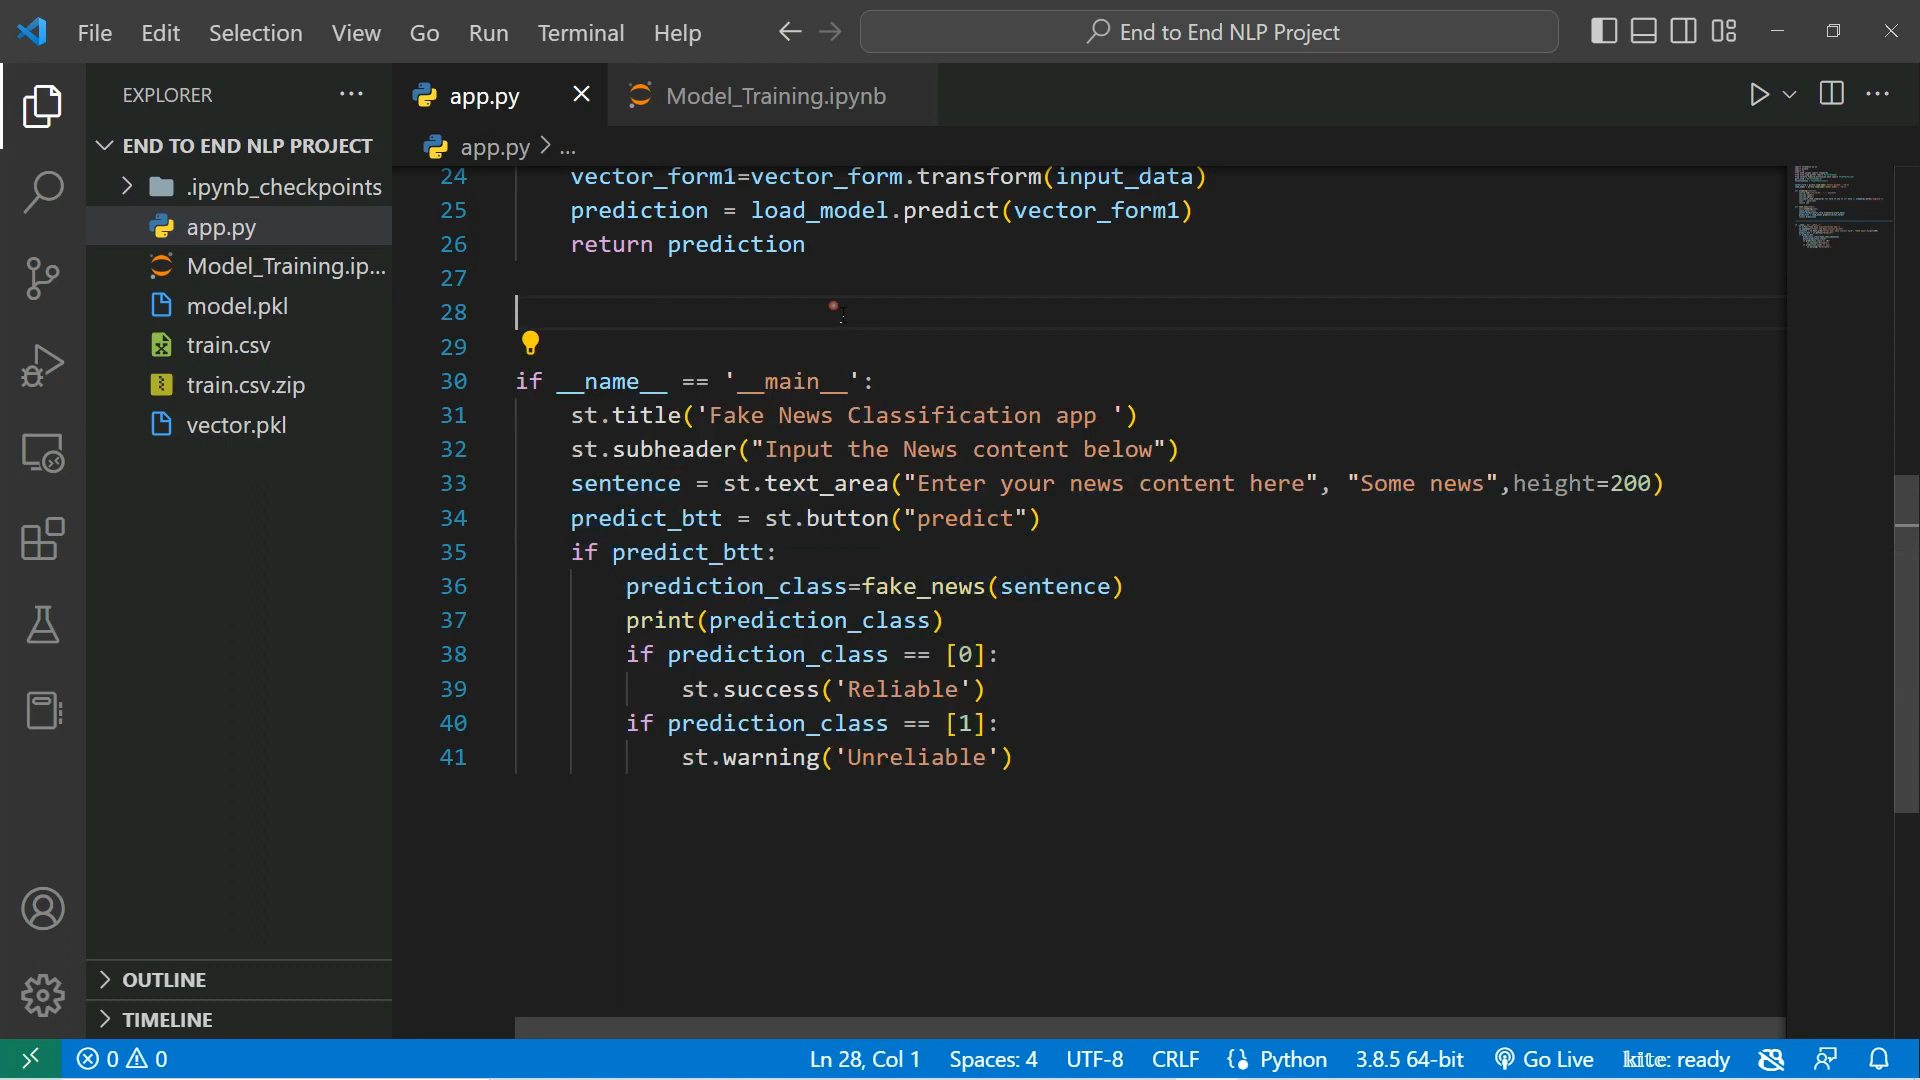 File Edit Selection View Go Run Terminal Help
End to End NLP Project
EXPLORER
END TO END NLP PROJECT
.ipynb_checkpoints
app.py
Model_Training.ip...
model.pkl
train.csv
train.csv.zip
vector.pkl
OUTLINE
TIMELINE
app.py
Model_Training.ipynb
app.py > ...
24 vector_form1=vector_form.transform(input_data)
25 prediction = load_model.predict(vector_form1)
26 return prediction
27
28
29
30 if __name__ == '__main__':
31 st.title('Fake News Classification app ')
32 st.subheader("Input the News content below")
33 sentence = st.text_area("Enter your news content here", "Some news",height=200)
34 predict_btt = st.button("predict")
35 if predict_btt:
36 prediction_class=fake_news(sentence)
37 print(prediction_class)
38 if prediction_class == [0]:
39 st.success('Reliable')
40 if prediction_class == [1]:
41 st.warning('Unreliable')
0 0 Ln 28, Col 1 Spaces: 4 UTF-8 CRLF Python 3.8.5 64-bit Go Live kite: ready